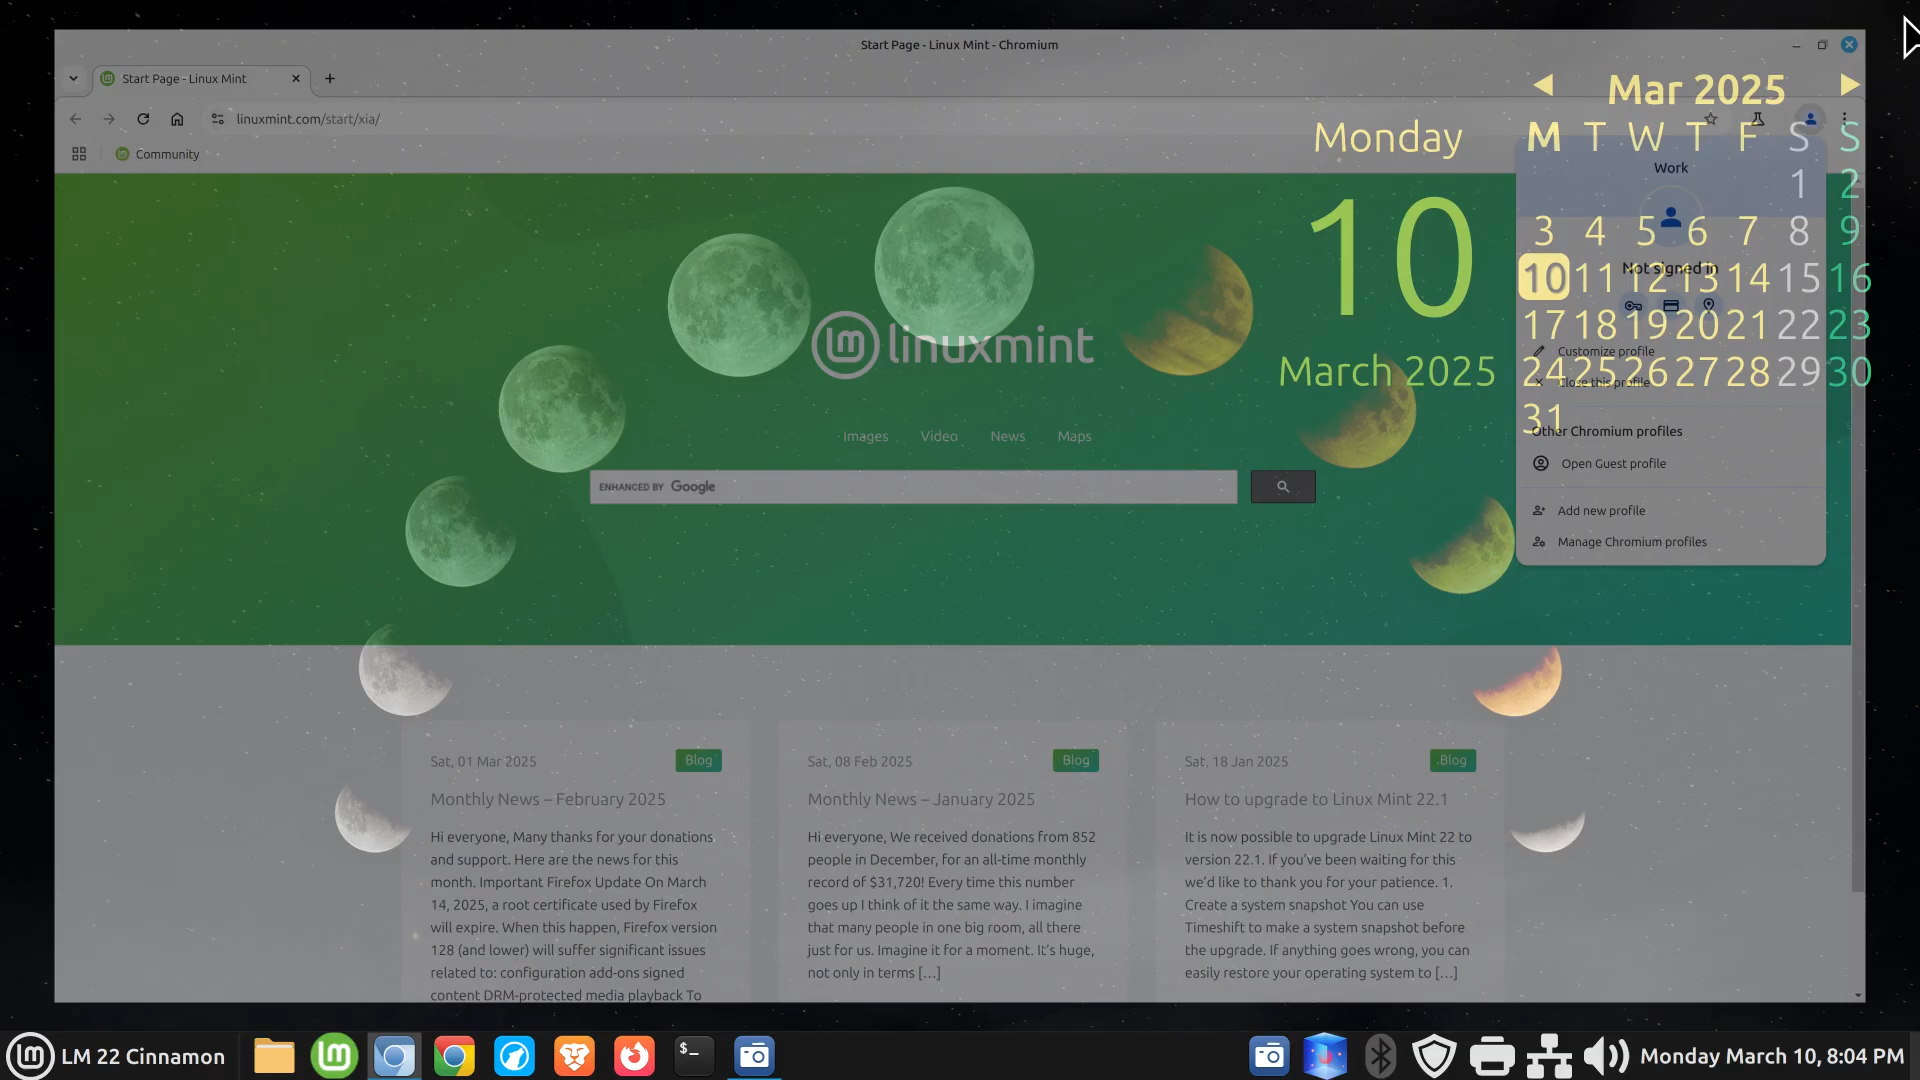 Start Page - Linux Mint - Chromium
Start Page - Linux Mint
linuxmint.com/start/xia/
Community
Monday
10
March 2025
Mar 2025
M T W T F S S
1 2
3 4 5 6 7 8 9
10 11 12 13 14 15 16
17 18 19 20 21 22 23
24 25 26 27 28 29 30
31
Work
Not signed in
Customize profile
Close this profile
Other Chromium profiles
Open Guest profile
Add new profile
Manage Chromium profiles
Lm linuxmint
Images Video News Maps
ENHANCED BY Google
Sat, 01 Mar 2025 Blog
Monthly News – February 2025
Hi everyone, Many thanks for your donations
and support. Here are the news for this
month. Important Firefox Update On March
14, 2025, a root certificate used by Firefox
will expire. When this happen, Firefox version
128 (and lower) will suffer significant issues
related to: configuration add-ons signed
content DRM-protected media playback To
Sat, 08 Feb 2025 Blog
Monthly News – January 2025
Hi everyone, We received donations from 852
people in December, for an all-time monthly
record of $31,720! Every time this number
goes up I think of it the same way. I imagine
that many people in one big room, all there
just for us. Imagine it for a moment. It's huge,
not only in terms […]
Sat, 18 Jan 2025 Blog
How to upgrade to Linux Mint 22.1
It is now possible to upgrade Linux Mint 22 to
version 22.1. If you've been waiting for this
we'd like to thank you for your patience. 1.
Create a system snapshot You can use
Timeshift to make a system snapshot before
the upgrade. If anything goes wrong, you can
easily restore your operating system to […]
LM 22 Cinnamon
Monday March 10, 8:04 PM